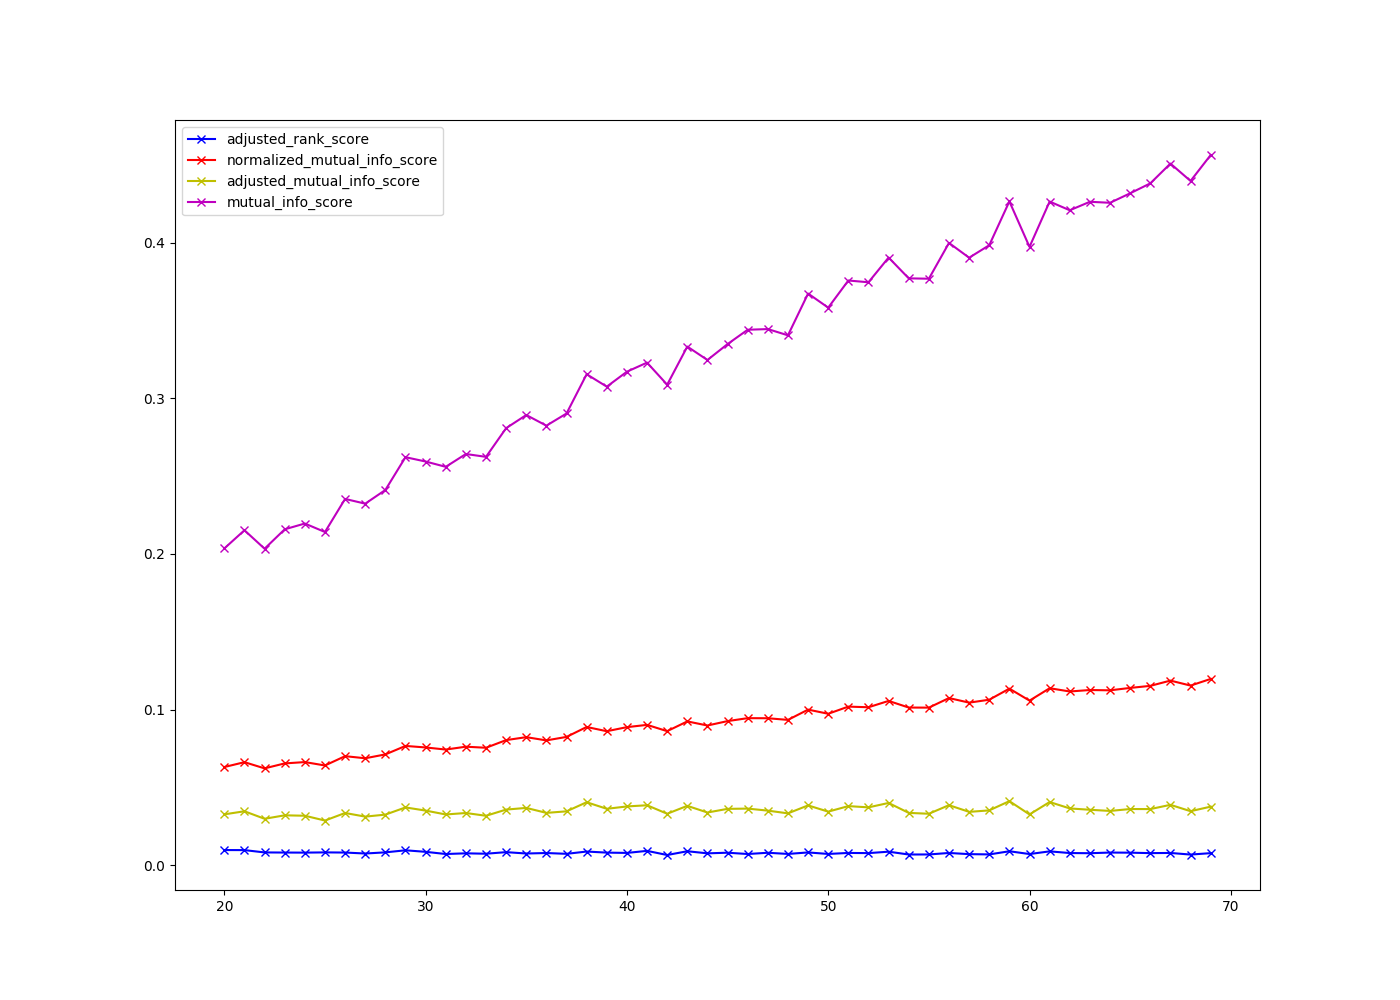 adjusted_rank_score
normalized_mutual_info_score
adjusted_mutual_info_score
mutual_info_score
0.4
0.3
0.2
0.1
0.0
20 30 40 50 60 70